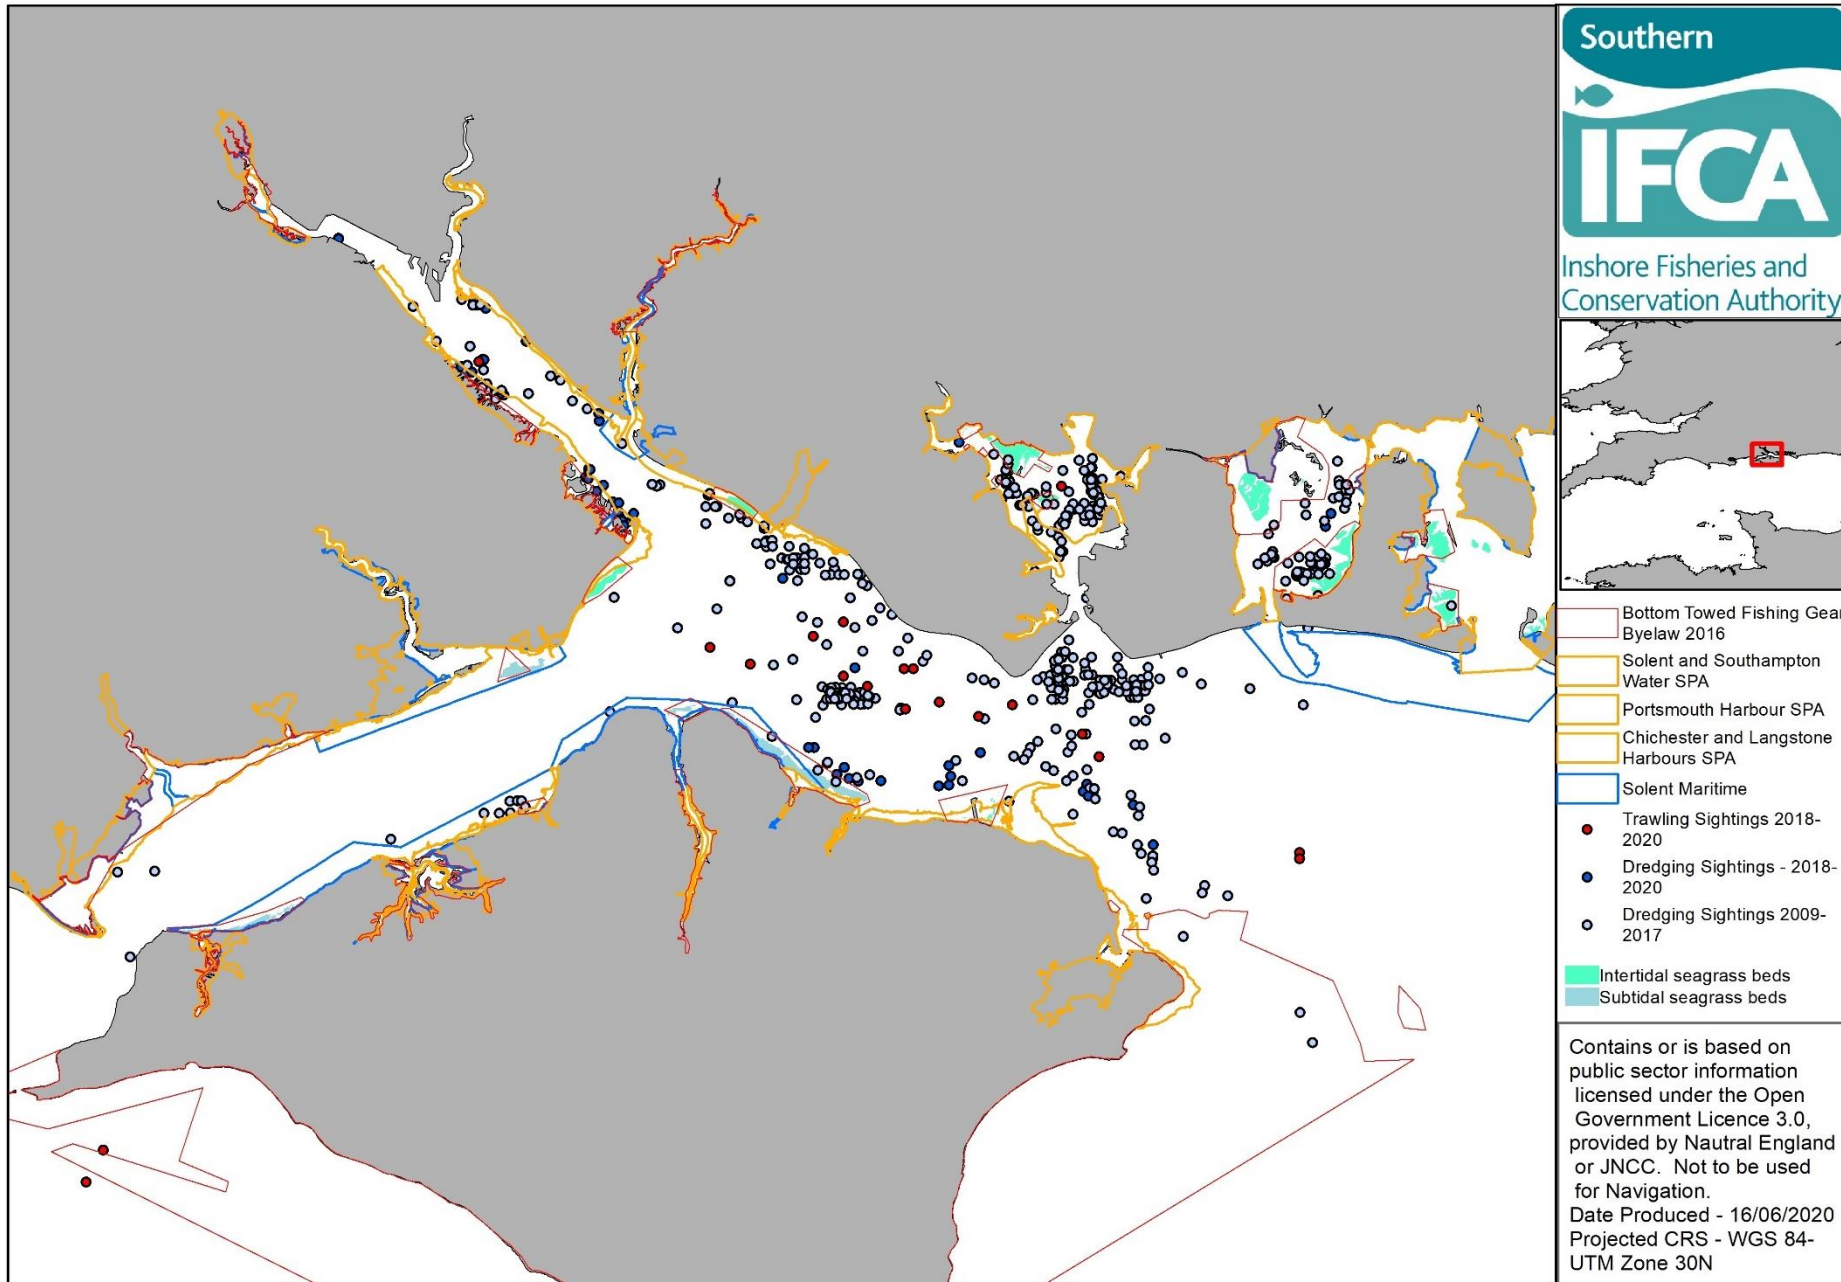 Southern
IFCA
Inshore Fisheries and
Conservation Authority
Bottom Towed Fishing Gear
Byelaw 2016
Solent and Southampton
Water SPA
Portsmouth Harbour SPA
Chichester and Langstone
Harbours SPA
Solent Maritime
Trawling Sightings 2018-
2020
Dredging Sightings - 2018-
2020
Dredging Sightings 2009-
2017
Intertidal seagrass beds
Subtidal seagrass beds
Contains or is based on
public sector information
licensed under the Open
Government Licence 3.0,
provided by Nautral England
or JNCC. Not to be used
for Navigation.
Date Produced - 16/06/2020
Projected CRS - WGS 84-
UTM Zone 30N